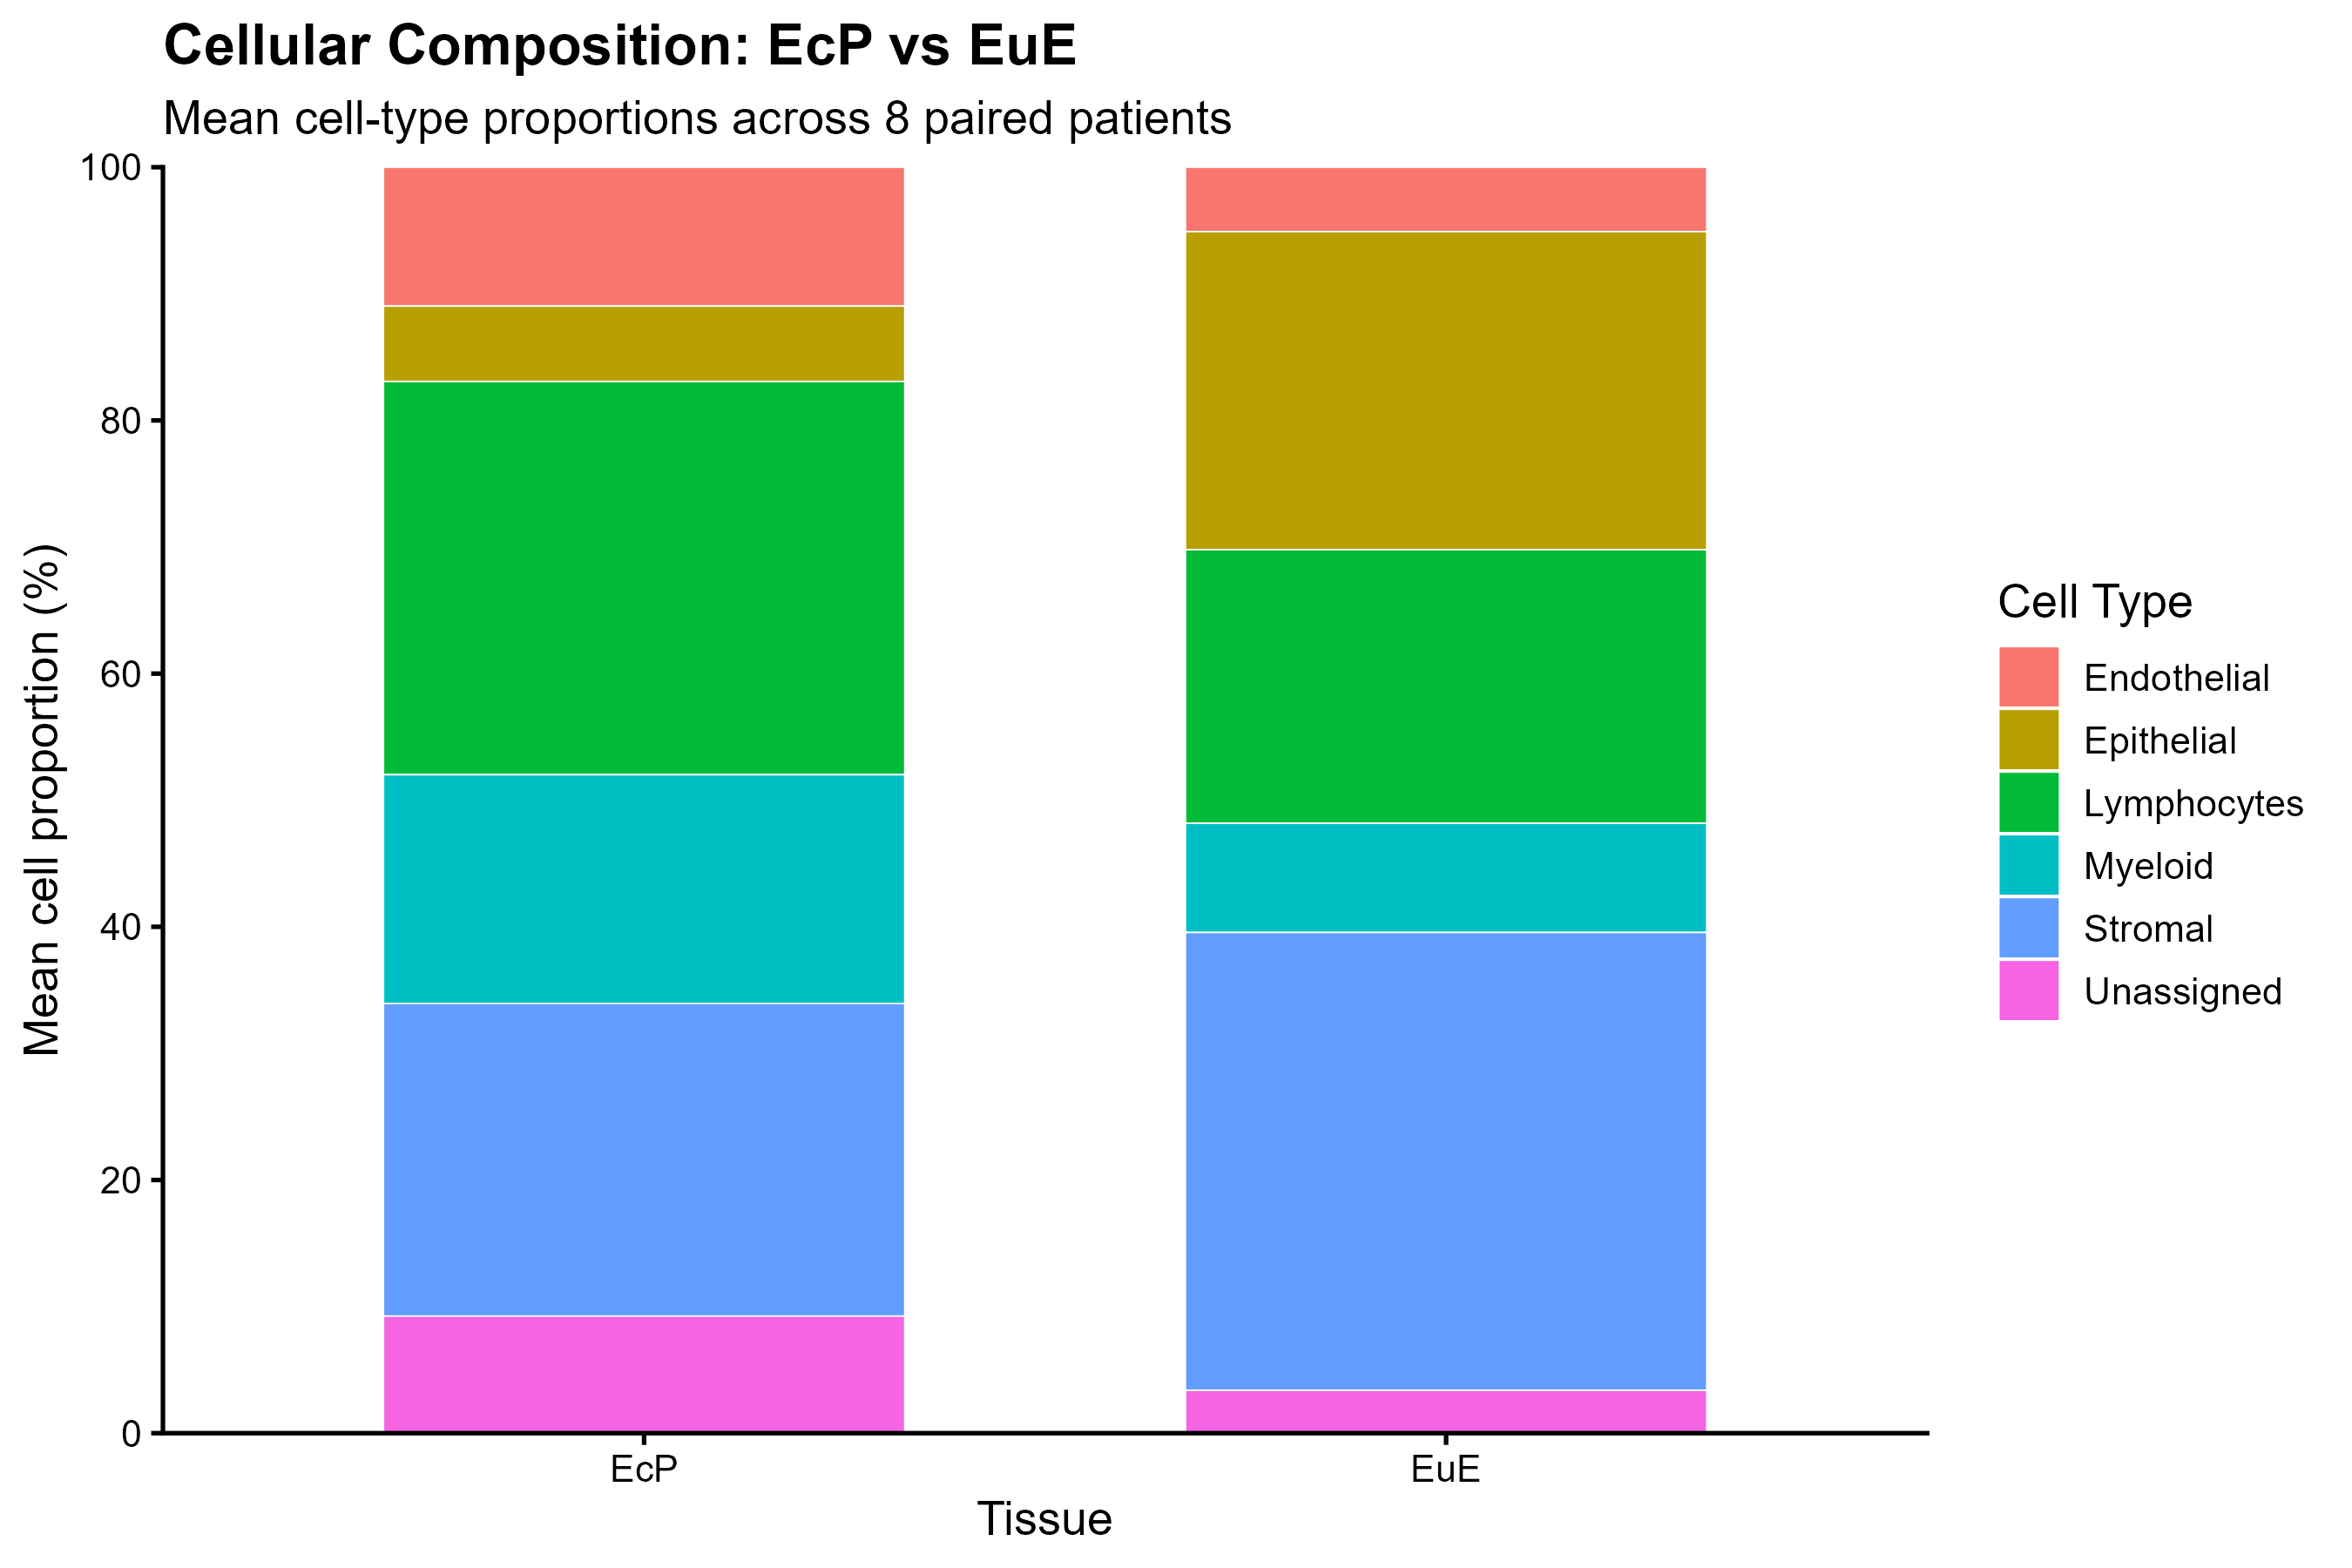 Cellular Composition: EcP vs EuE
Mean cell-type proportions across 8 paired patients
Mean cell proportion (%)
100
80
60
40
20
0
EcP
EuE
Tissue
Cell Type
Endothelial
Epithelial
Lymphocytes
Myeloid
Stromal
Unassigned